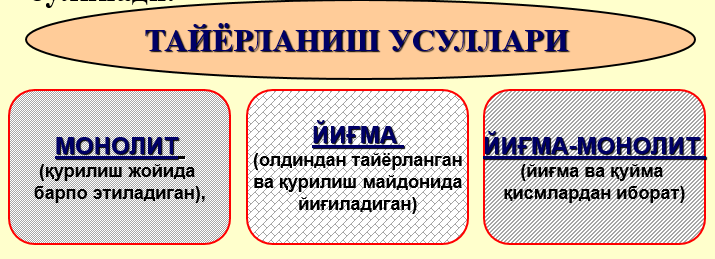 ТАЙЁРЛАНИШ УСУЛЛАРИ
МОНОЛИТ
(қурилиш жойида
барпо этиладиган),
ЙИҒМА
(олдиндан тайёрланган
ва қурилиш майдонида
йиғиладиган)
ЙИҒМА-МОНОЛИТ
(йиғма ва қуйма
қисмлардан иборат)